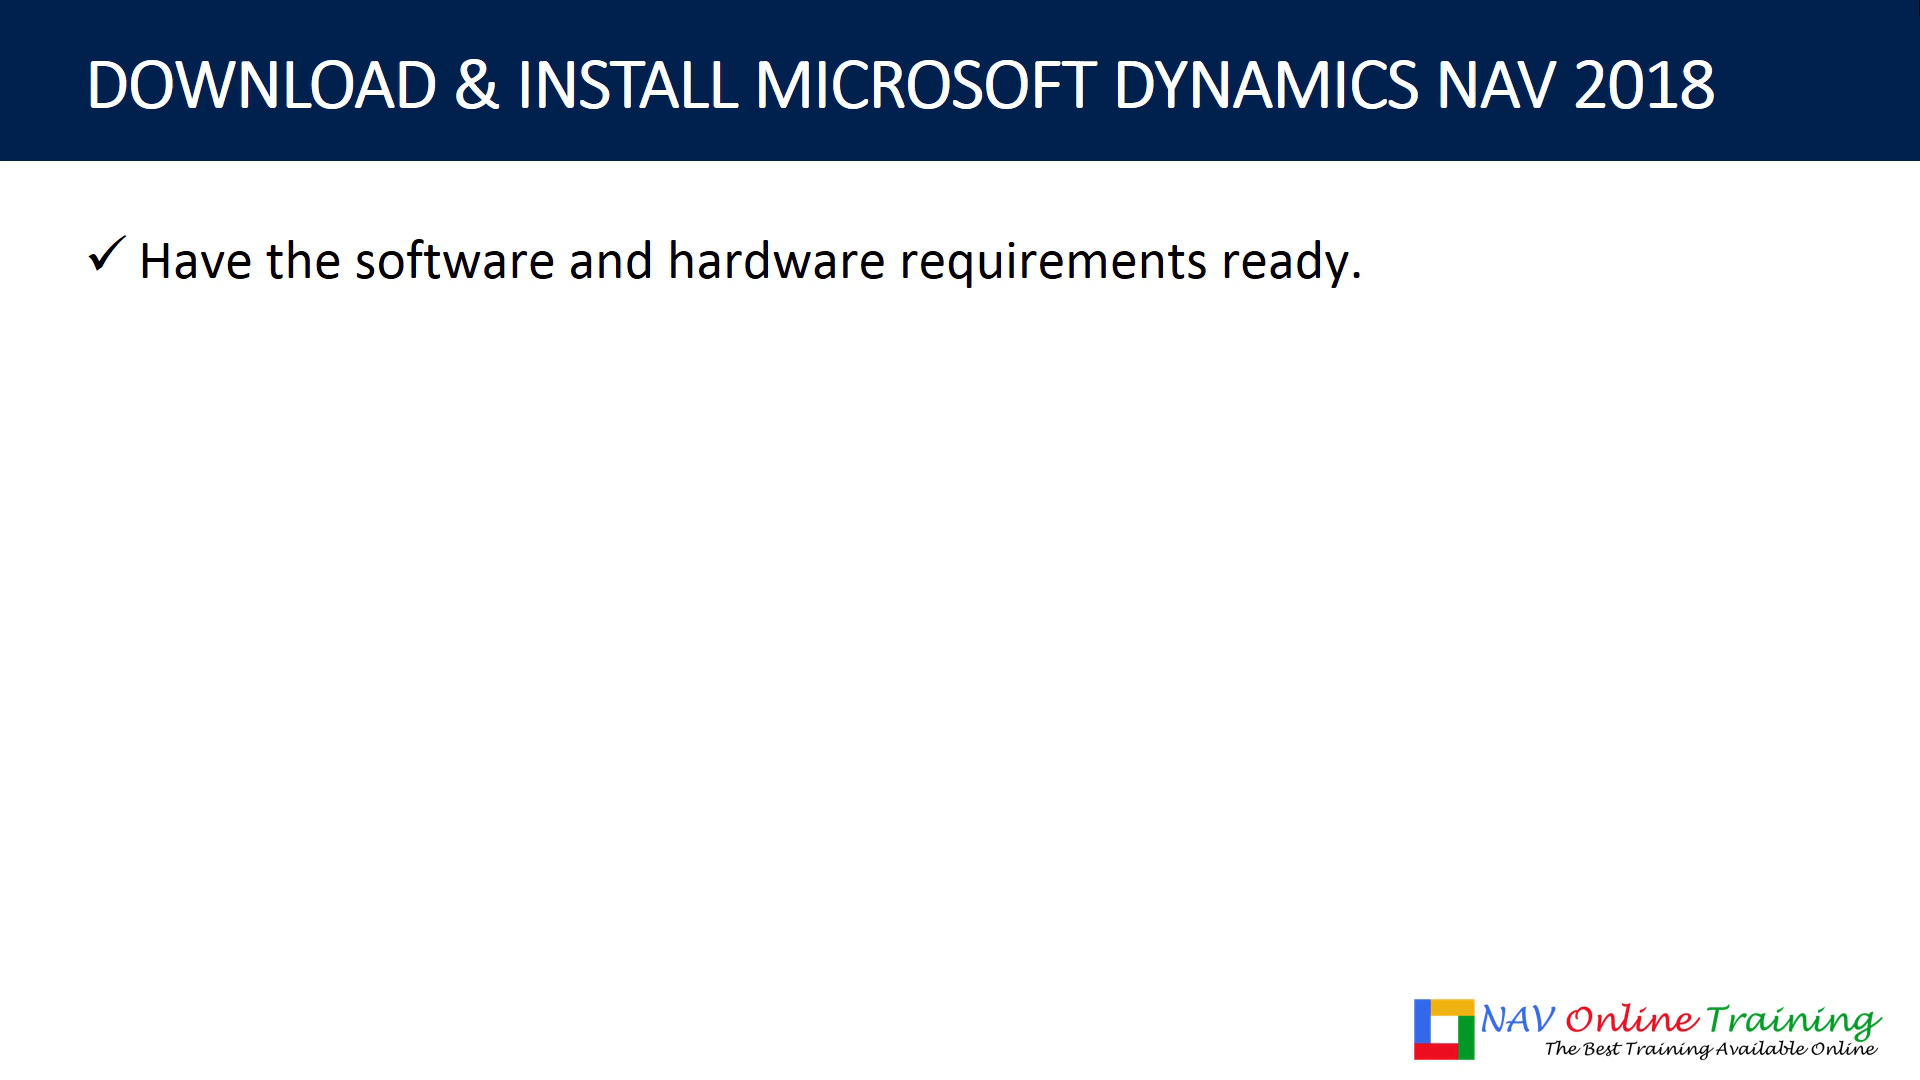 DOWNLOAD & INSTALL MICROSOFT DYNAMICS NAV 2018
✓ Have the software and hardware requirements ready.
NAV Online Training
The Best Training Available Online